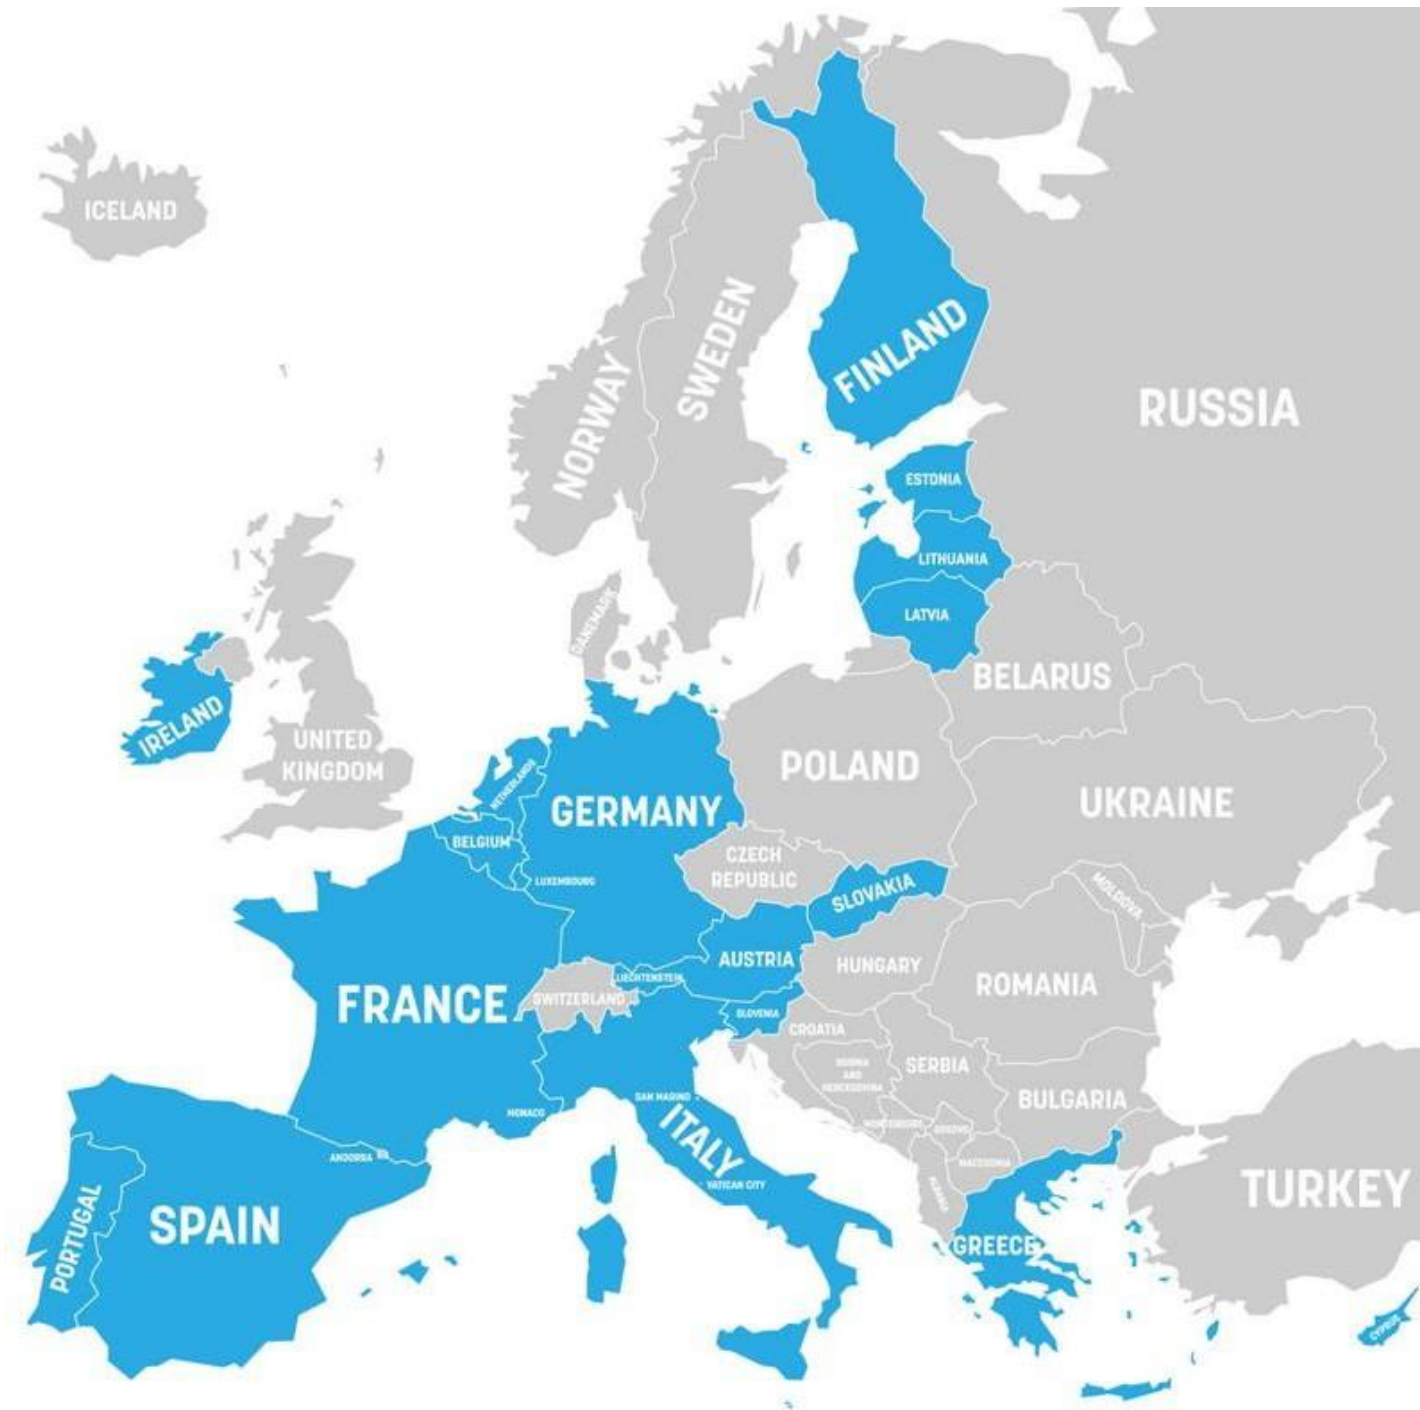 ICELAND
FINLAND
SWEDEN
NORWAY
RUSSIA
ESTONIA
LITHUANIA
LATVIA
DANEMARK
BELARUS
IRELAND
UNITED
KINGDOM
NETHERLANDS
POLAND
GERMANY
UKRAINE
BELGIUM
CZECH
REPUBLIC
LUXEMBOURG
SLOVAKIA
MOLDOVA
AUSTRIA
HUNGARY
LIECHTENSTEIN
ROMANIA
FRANCE
SWITZERLAND
SLOVENIA
CROATIA
BOSNIA
AND
HERCEGOVINA
SERBIA
SAN MARINO
BULGARIA
MONACO
ITALY
MONTENEGRO
KOSOVO
ANDORRA
MACEDONIA
VATICAN CITY
ALBANIA
TURKEY
PORTUGAL
SPAIN
GREECE
CYPRUS